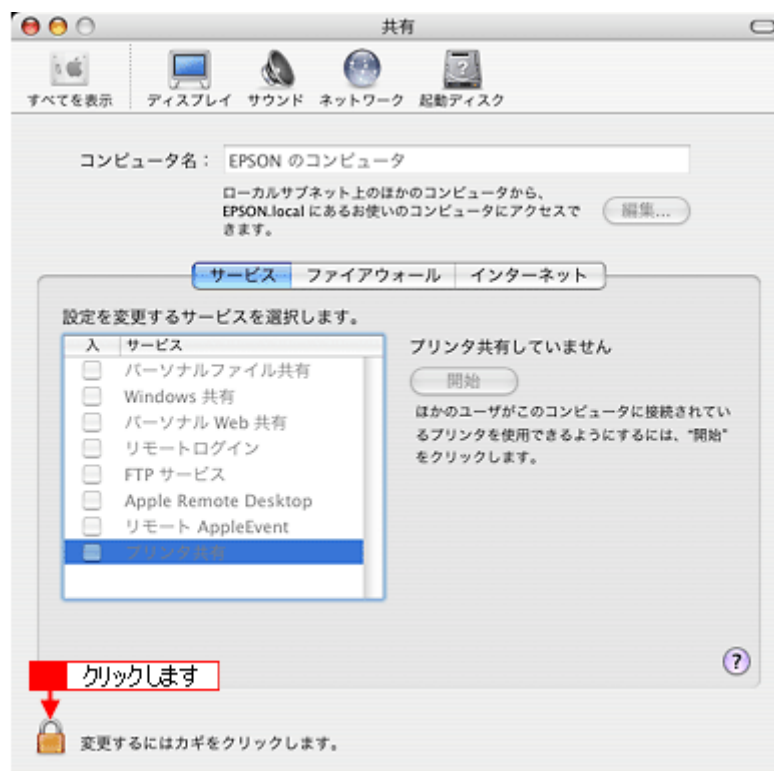 共有
すべてを表示 ディスプレイ サウンド ネットワーク 起動ディスク
コンピュータ名： EPSON のコンピュータ
ローカルサブネット上のほかのコンピュータから、
EPSON.local にあるお使いのコンピュータにアクセスで
きます。
編集...
サービス ファイアウォール インターネット
設定を変更するサービスを選択します。
入 サービス
パーソナルファイル共有
Windows 共有
パーソナル Web 共有
リモートログイン
FTP サービス
Apple Remote Desktop
リモート AppleEvent
プリンタ共有
プリンタ共有していません
開始
ほかのユーザがこのコンピュータに接続されてい
るプリンタを使用できるようにするには、“開始”
をクリックします。
?
クリックします
変更するにはカギをクリックします。